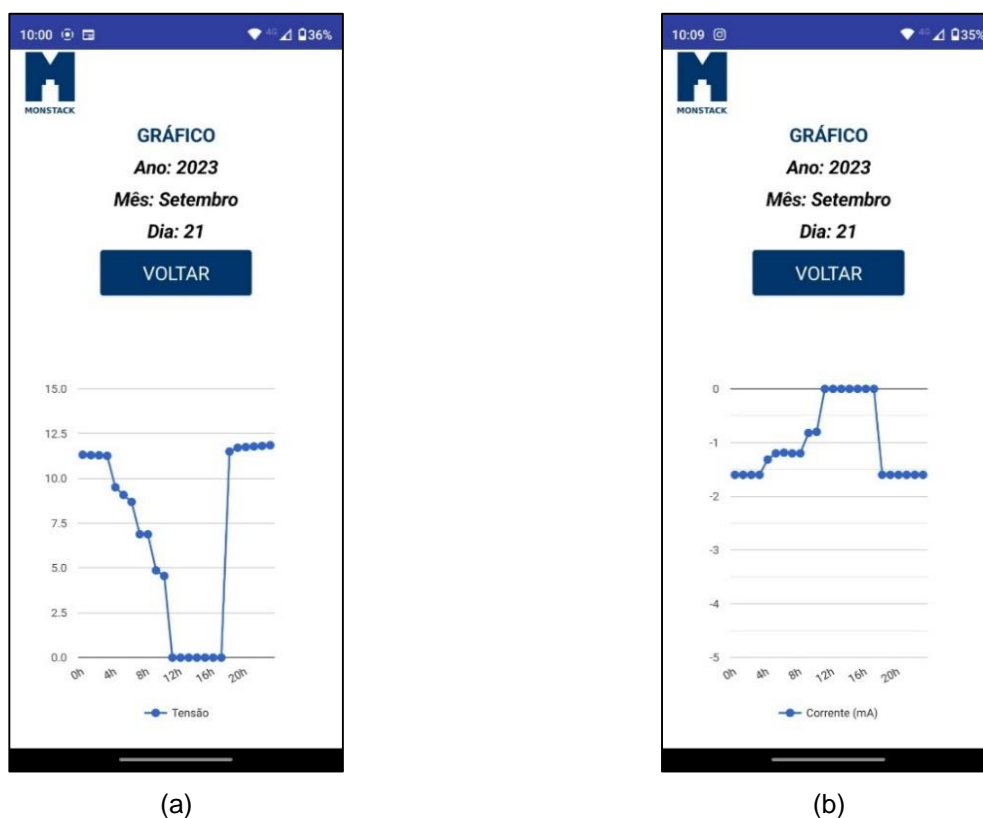 10:00 4G 36%
MONSTACK
GRÁFICO
Ano: 2023
Mês: Setembro
Dia: 21
VOLTAR
15.0
12.5
10.0
7.5
5.0
2.5
0.0
0h 4h 8h 12h 16h 20h
Tensão
(a)
10:09 4G 35%
MONSTACK
GRÁFICO
Ano: 2023
Mês: Setembro
Dia: 21
VOLTAR
0
-1
-2
-3
-4
-5
0h 4h 8h 12h 16h 20h
Corrente (mA)
(b)